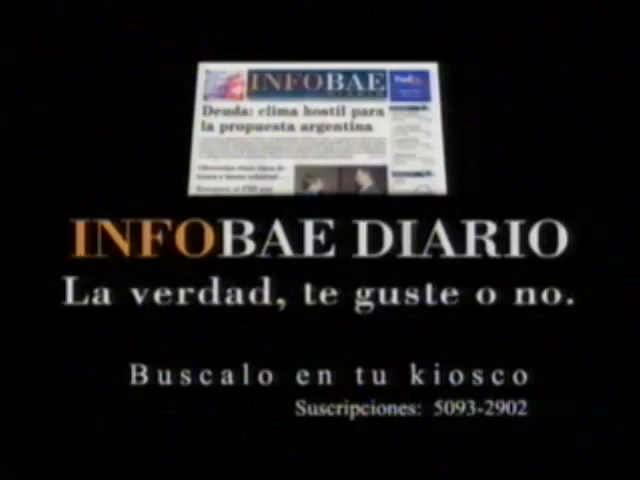 INFOBAE
Deuda: clima hostil para
la propuesta argentina
INFOBAE DIARIO
La verdad, te guste o no.
Buscalo en tu kiosco
Suscripciones: 5093-2902